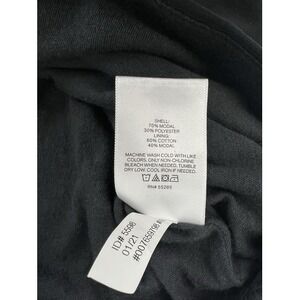 SHELL:
70% MODAL
30% POLYESTER
LINING:
60% COTTON
40% MODAL
MACHINE WASH COLD WITH LIKE
COLORS, ONLY NON-CHLORINE
BLEACH WHEN NEEDED, TUMBLE
DRY LOW, COOL IRON IF NEEDED.
RN# 55285
ID# 5598
01/21